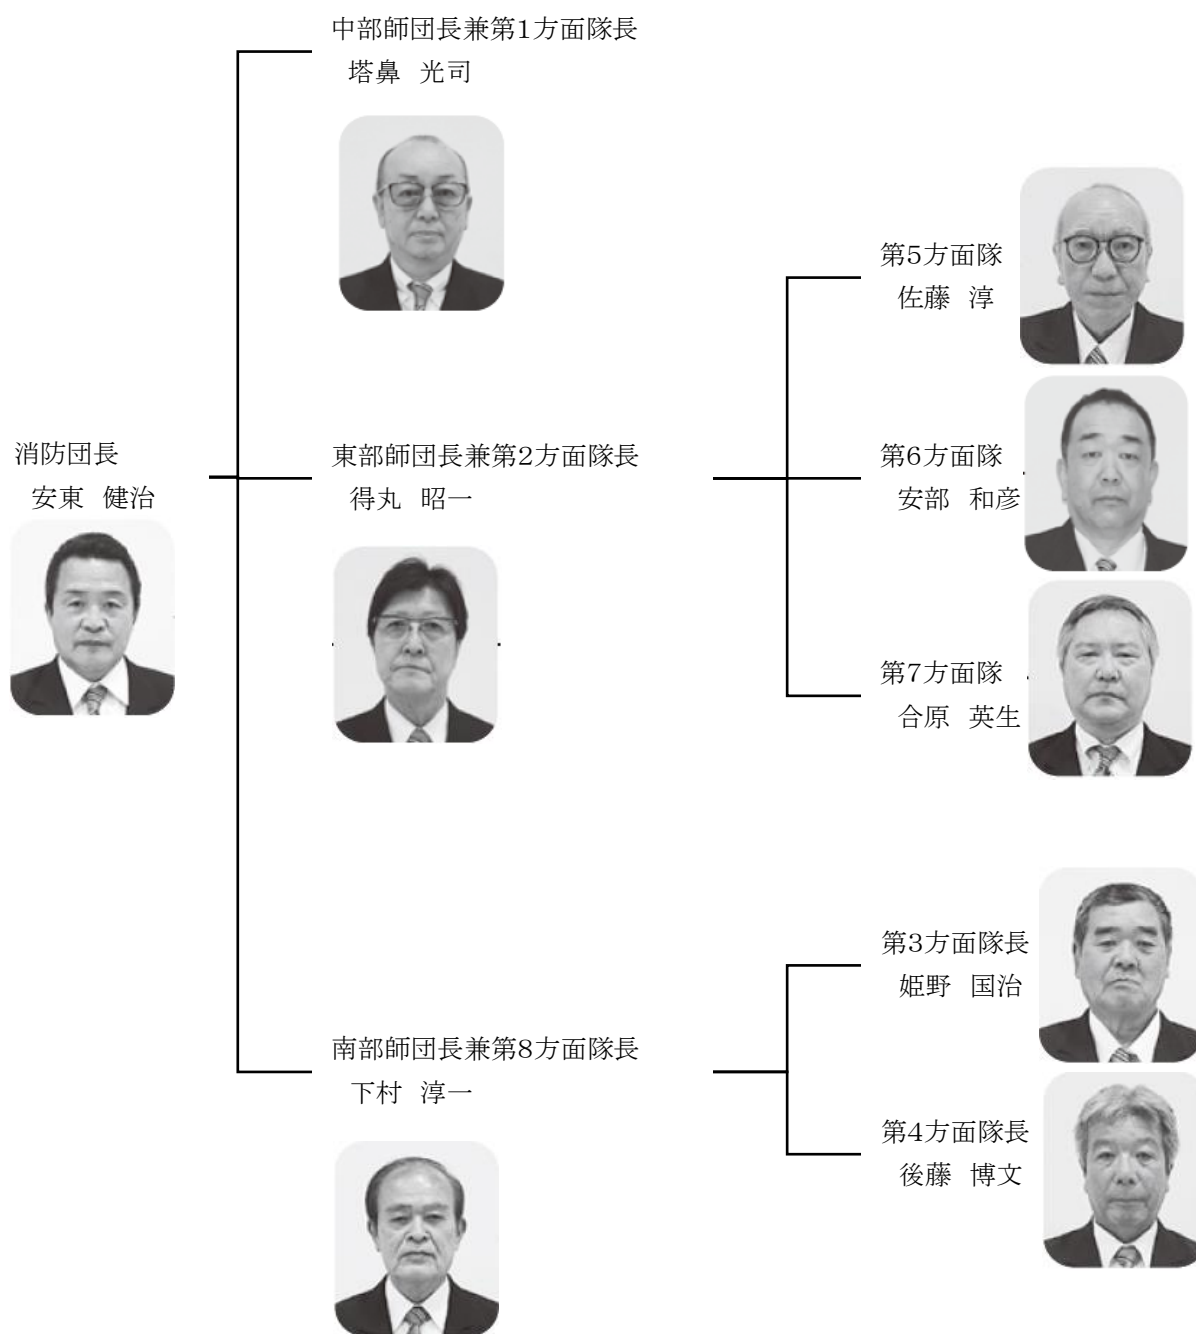 中部師団長兼第1方面隊長
塔鼻 光司
第5方面隊
佐藤 淳
消防団長
安東 健治
東部師団長兼第2方面隊長
得丸 昭一
第6方面隊
安部 和彦
第7方面隊
合原 英生
第3方面隊長
姫野 国治
南部師団長兼第8方面隊長
下村 淳一
第4方面隊長
後藤 博文